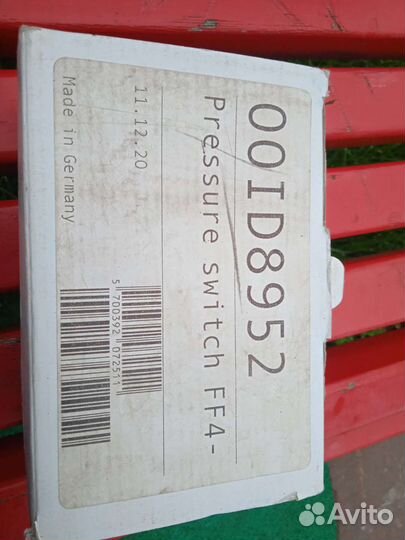 00ID8952
Pressure switch FF4-
11.12.20
Made in Germany
5 700392 072511
Avito